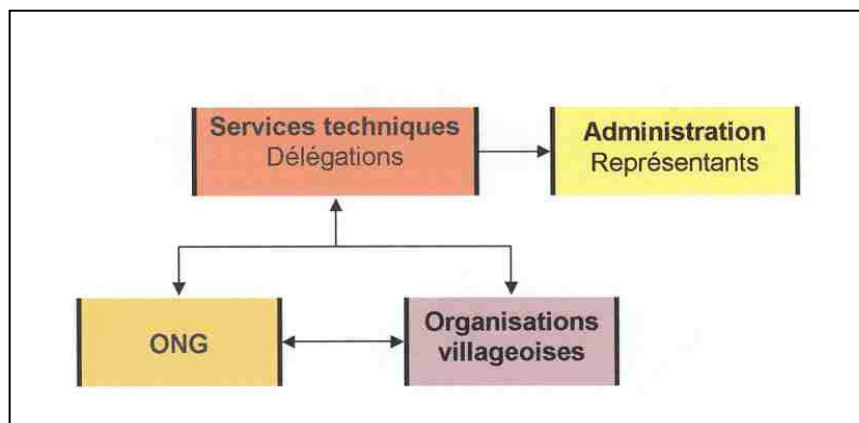 Services techniques
Délégations
Administration
Représentants
ONG
Organisations
villageoises